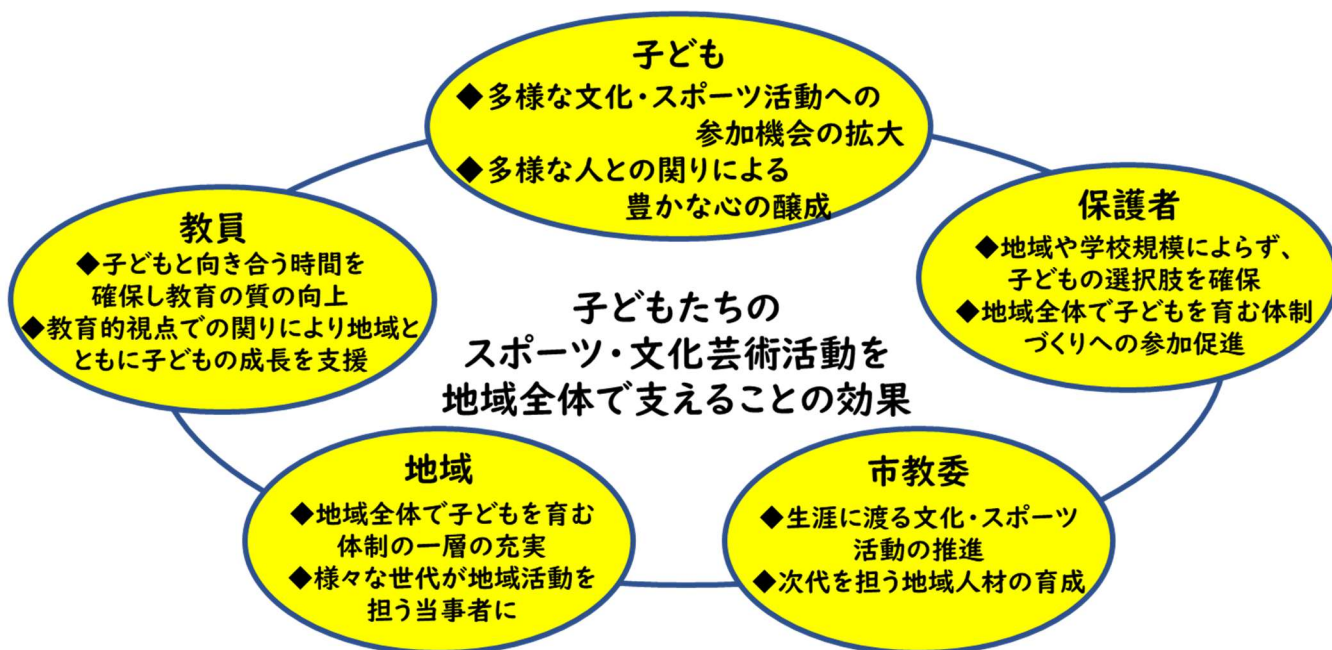 子ども
◆多様な文化・スポーツ活動への
参加機会の拡大
◆多様な人との関りによる
豊かな心の醸成
保護者
◆地域や学校規模によらず、
子どもの選択肢を確保
◆地域全体で子どもを育む体制
づくりへの参加促進
教員
◆子どもと向き合う時間を
確保し教育の質の向上
◆教育的視点での関りにより地域と
ともに子どもの成長を支援
子どもたちの
スポーツ・文化芸術活動を
地域全体で支えることの効果
地域
◆地域全体で子どもを育む
体制の一層の充実
◆様々な世代が地域活動を
担う当事者に
市教委
◆生涯に渡る文化・スポーツ
活動の推進
◆次代を担う地域人材の育成